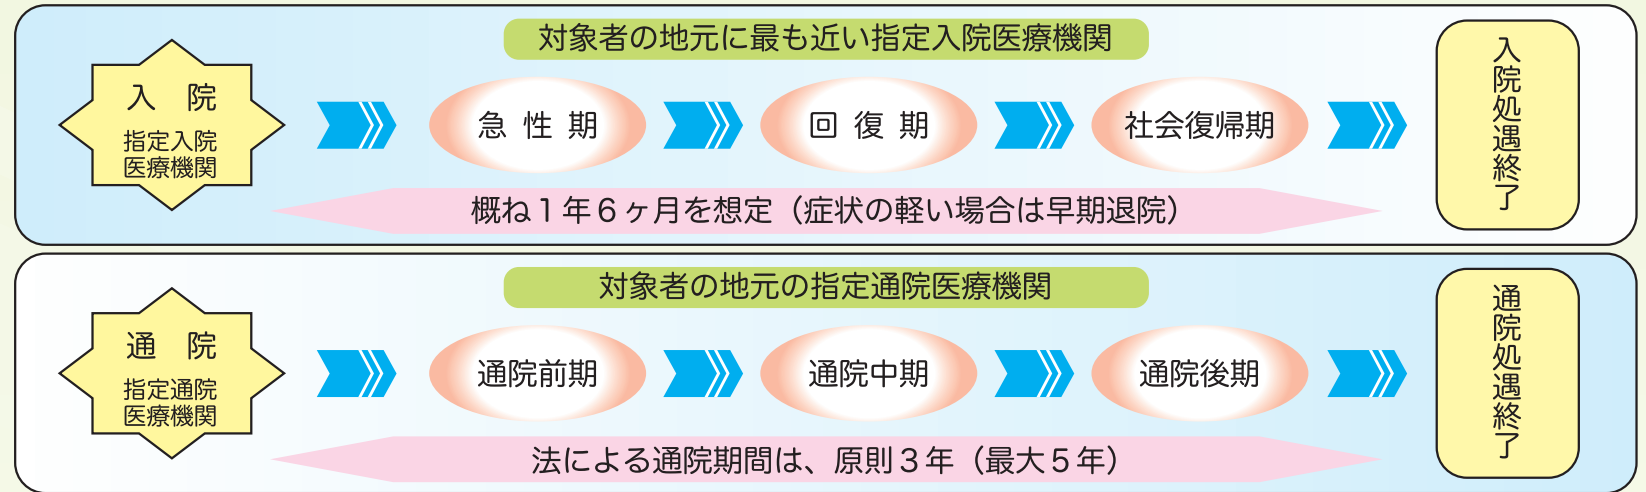 対象者の地元に最も近い指定入院医療機関
入 院
指定入院
医療機関
急 性 期
回 復 期
社会復帰期
入院処遇終了
概ね１年６ヶ月を想定（症状の軽い場合は早期退院）
対象者の地元の指定通院医療機関
通 院
指定通院
医療機関
通院前期
通院中期
通院後期
通院処遇終了
法による通院期間は、原則３年（最大５年）